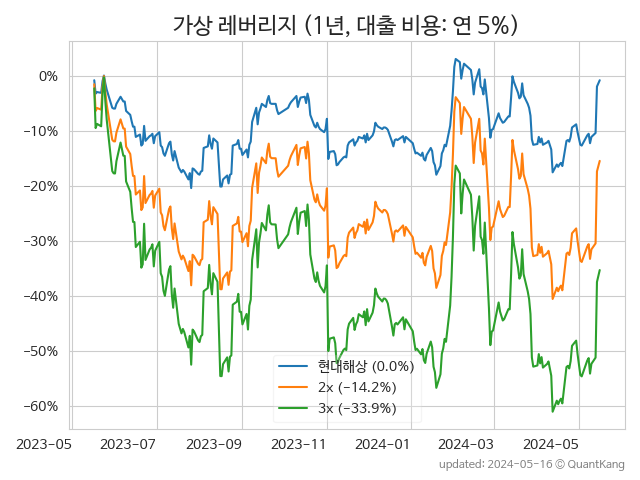 가상 레버리지 (1년, 대출 비용: 연 5%)
0%
−10%
−20%
−30%
−40%
−50%
−60%
현대해상 (0.0%)
2x (−14.2%)
3x (−33.9%)
2023-05 2023-07 2023-09 2023-11 2024-01 2024-03 2024-05
updated: 2024-05-16 © QuantKang